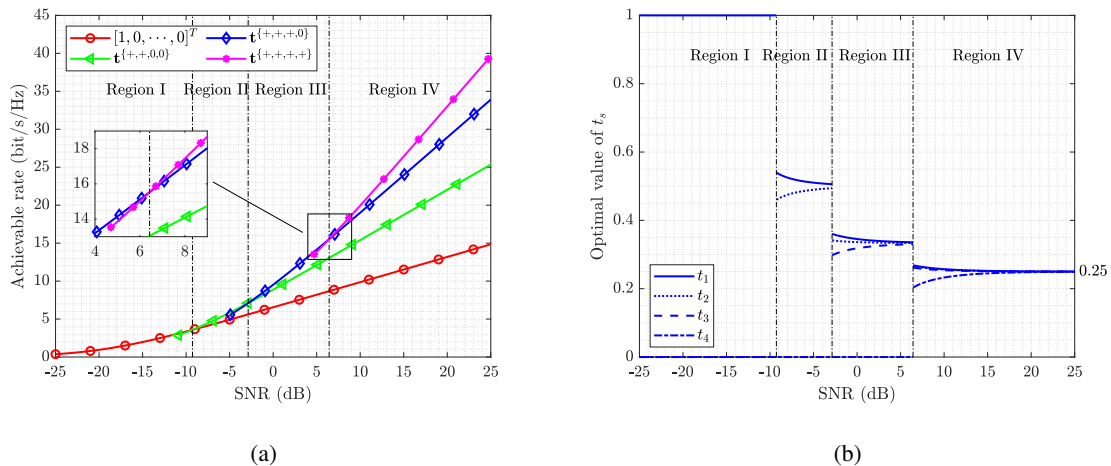 [1, 0, ⋯, 0]^T
t^{+,+,+,0}
t^{+,+,0,0}
t^{+,+,+,+}
Region I
Region II
Region III
Region IV
45
40
35
30
25
20
15
10
5
0
18
16
14
4 6 8
-25 -20 -15 -10 -5 0 5 10 15 20 25
Achievable rate (bit/s/Hz)
SNR (dB)
(a)
1
0.8
0.6
0.4
0.2
0
Region I
Region II
Region III
Region IV
t_1
t_2
t_3
t_4
0.25
-25 -20 -15 -10 -5 0 5 10 15 20 25
Optimal value of t_s
SNR (dB)
(b)